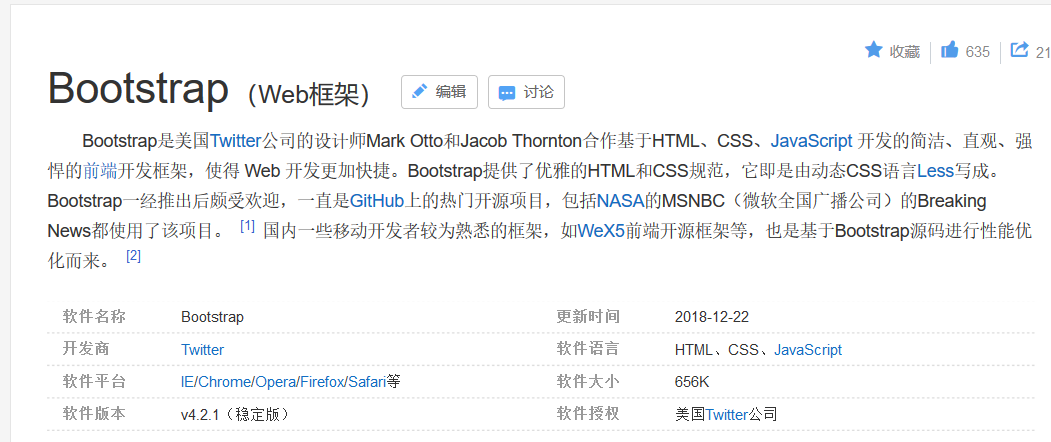 收藏 635 21
Bootstrap（Web框架） 编辑 讨论
Bootstrap是美国Twitter公司的设计师Mark Otto和Jacob Thornton合作基于HTML、CSS、JavaScript 开发的简洁、直观、强
悍的前端开发框架，使得 Web 开发更加快捷。Bootstrap提供了优雅的HTML和CSS规范，它即是由动态CSS语言Less写成。
Bootstrap一经推出后颇受欢迎，一直是GitHub上的热门开源项目，包括NASA的MSNBC（微软全国广播公司）的Breaking
News都使用了该项目。 [1] 国内一些移动开发者较为熟悉的框架，如WeX5前端开源框架等，也是基于Bootstrap源码进行性能优
化而来。 [2]
软件名称 Bootstrap 更新时间 2018-12-22
开发商 Twitter 软件语言 HTML、CSS、JavaScript
软件平台 IE/Chrome/Opera/Firefox/Safari等 软件大小 656K
软件版本 v4.2.1（稳定版） 软件授权 美国Twitter公司